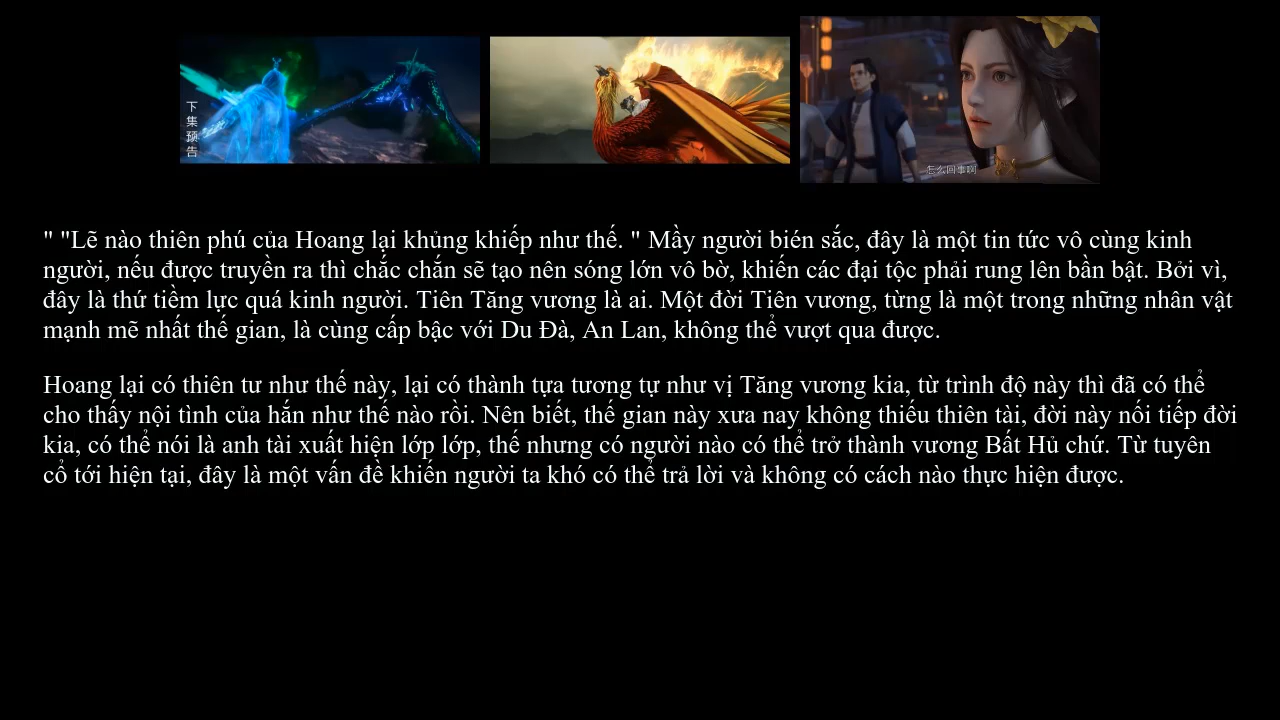 下集预告
怎么回事啊
" "Lẽ nào thiên phú của Hoang lại khủng khiếp như thế. " Mầy người bién sắc, đây là một tin tức vô cùng kinh
người, nếu được truyền ra thì chắc chắn sẽ tạo nên sóng lớn vô bờ, khiến các đại tộc phải rung lên bần bật. Bởi vì,
đây là thứ tiềm lực quá kinh người. Tiên Tăng vương là ai. Một đời Tiên vương, từng là một trong những nhân vật
mạnh mẽ nhất thế gian, là cùng cấp bậc với Du Đà, An Lan, không thể vượt qua được.
Hoang lại có thiên tư như thế này, lại có thành tựa tương tự như vị Tăng vương kia, từ trình độ này thì đã có thể
cho thấy nội tình của hắn như thế nào rồi. Nên biết, thế gian này xưa nay không thiếu thiên tài, đời này nối tiếp đời
kia, có thể nói là anh tài xuất hiện lớp lớp, thế nhưng có người nào có thể trở thành vương Bất Hủ chứ. Từ tuyên
cổ tới hiện tại, đây là một vấn đề khiến người ta khó có thể trả lời và không có cách nào thực hiện được.